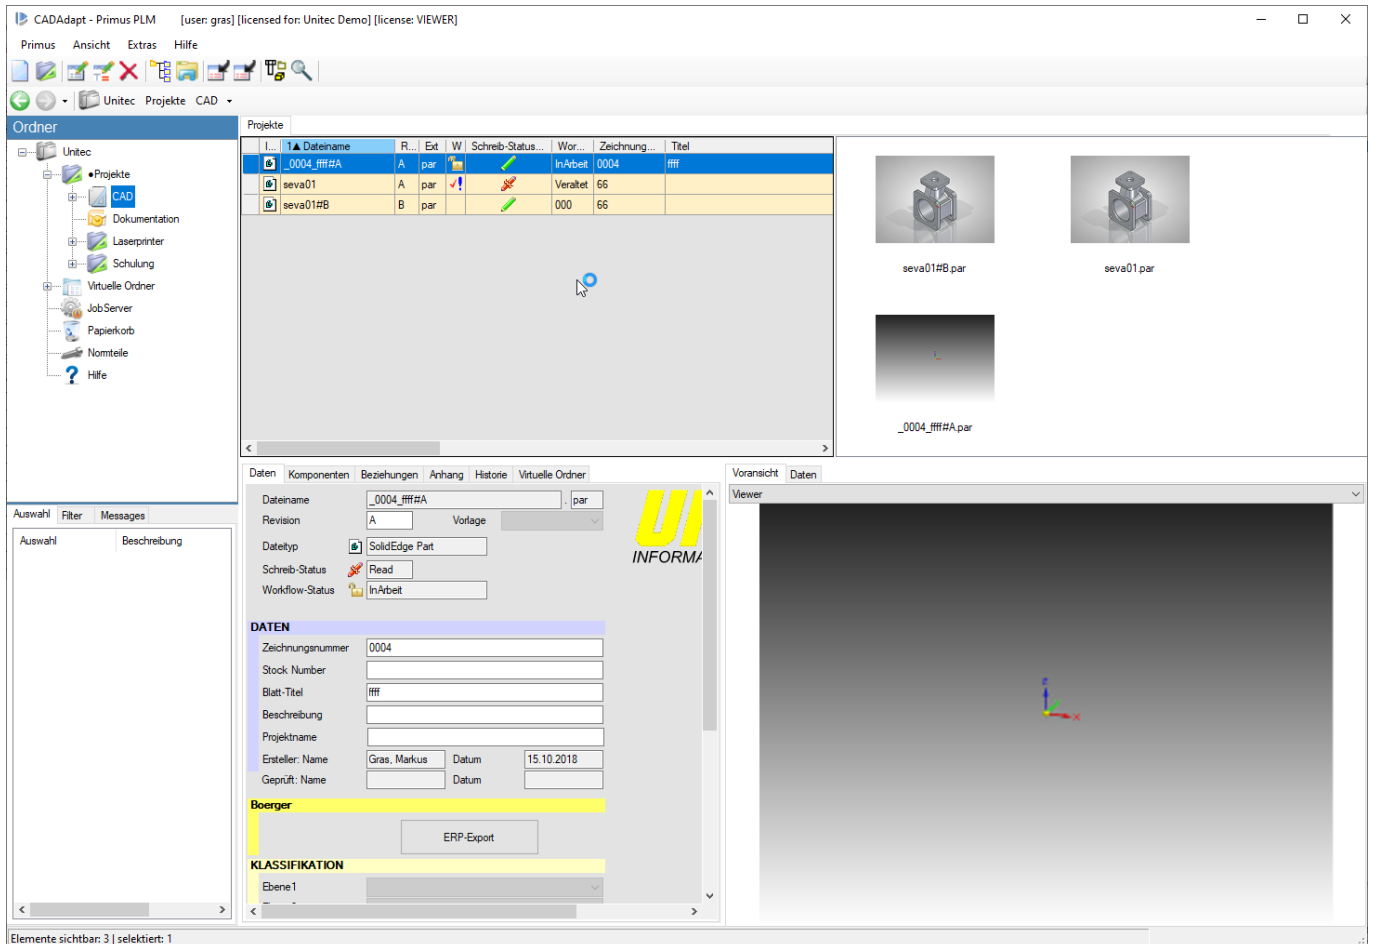 CADAdapt - Primus PLM [user: gras] [licensed for: Unitec Demo] [license: VIEWER]
Primus Ansicht Extras Hilfe
Unitec Projekte CAD
Ordner
Unitec
●Projekte
CAD
Dokumentation
Laserprinter
Schulung
Virtuelle Ordner
JobServer
Papierkorb
Normteile
Hilfe
Auswahl Filter Messages
Auswahl Beschreibung
Projekte
I... 1▲ Dateiname R... Ext W Schreib-Status... Wor... Zeichnung... Titel
_0004_ffff#A A par InArbeit 0004 ffff
seva01 A par Veraltet 66
seva01#B B par 000 66
seva01#B.par seva01.par
_0004_ffff#A.par
Daten Komponenten Beziehungen Anhang Historie Virtuelle Ordner
Dateiname _0004_ffff#A . par
Revision A Vorlage
Dateityp SolidEdge Part
Schreib-Status Read
Workflow-Status InArbeit
INFORMA
DATEN
Zeichnungsnummer 0004
Stock Number
Blatt-Titel ffff
Beschreibung
Projektname
Ersteller: Name Gras, Markus Datum 15.10.2018
Geprüft: Name Datum
Boerger
ERP-Export
KLASSIFIKATION
Ebene1
Voransicht Daten
Viewer
Z
X
Elemente sichtbar: 3 | selektiert: 1